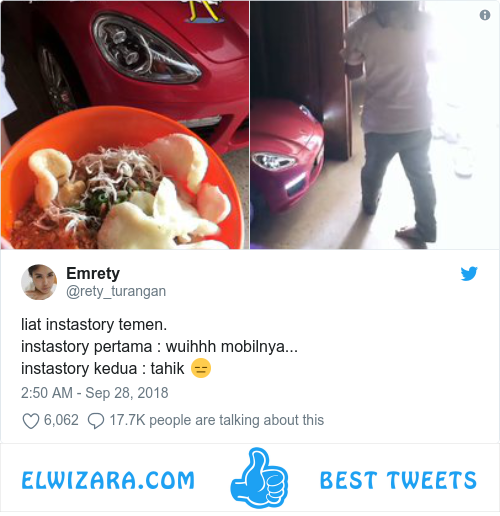 Emrety
@rety_turangan
liat instastory temen.
instastory pertama : wuihhh mobilnya...
instastory kedua : tahik 😑
2:50 AM - Sep 28, 2018
6,062 17.7K people are talking about this
ELWIZARA.COM BEST TWEETS